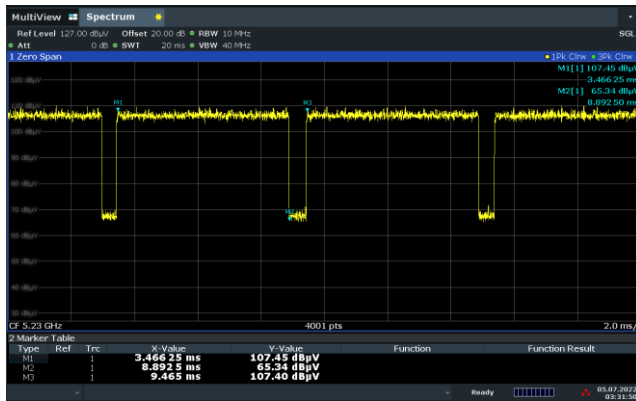 MultiView Spectrum
Ref Level 127.00 dBµV Offset 20.00 dB RBW 10 MHz SGL
Att 0 dB SWT 20 ms VBW 40 MHz
1 Zero Span 1Pk Clrw 3Pk Clrw
M1[1] 107.45 dBµV
3.466 25 ms
M2[1] 65.34 dBµV
8.892 50 ms
120 dBµV
M1 M3
100 dBµV
90 dBµV
80 dBµV
70 dBµV
60 dBµV
50 dBµV
40 dBµV
30 dBµV
CF 5.23 GHz 4001 pts 2.0 ms/
2 Marker Table
Type Ref Trc X-Value Y-Value Function Function Result
M1 1 3.466 25 ms 107.45 dBµV
M2 1 8.892 5 ms 65.34 dBµV
M3 1 9.465 ms 107.40 dBµV
Ready 05.07.2022
03:31:50